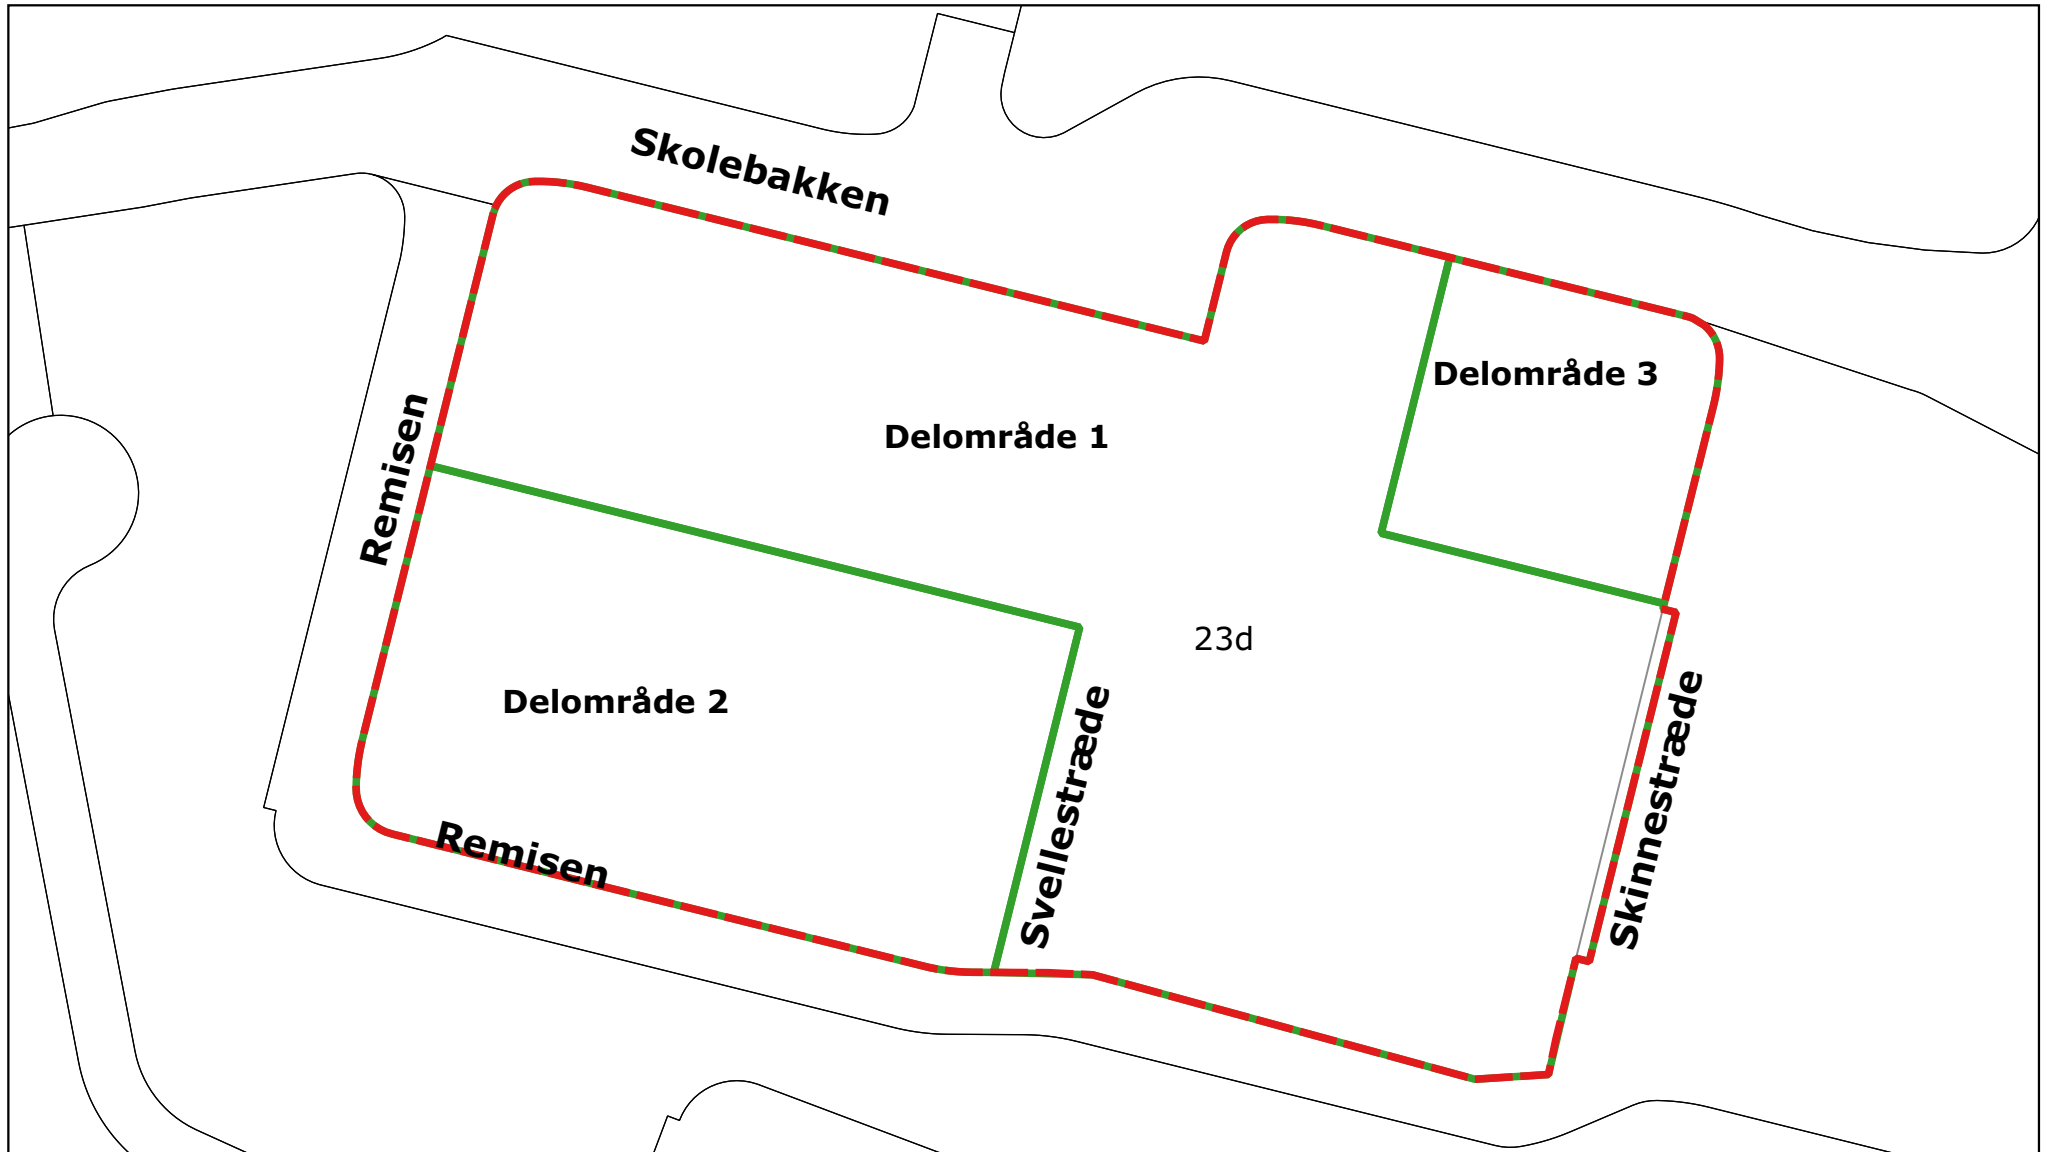 Skolebakken
Delområde 3
Delområde 1
Remisen
23d
Delområde 2
Svellestræde
Skinnestræde
Remisen